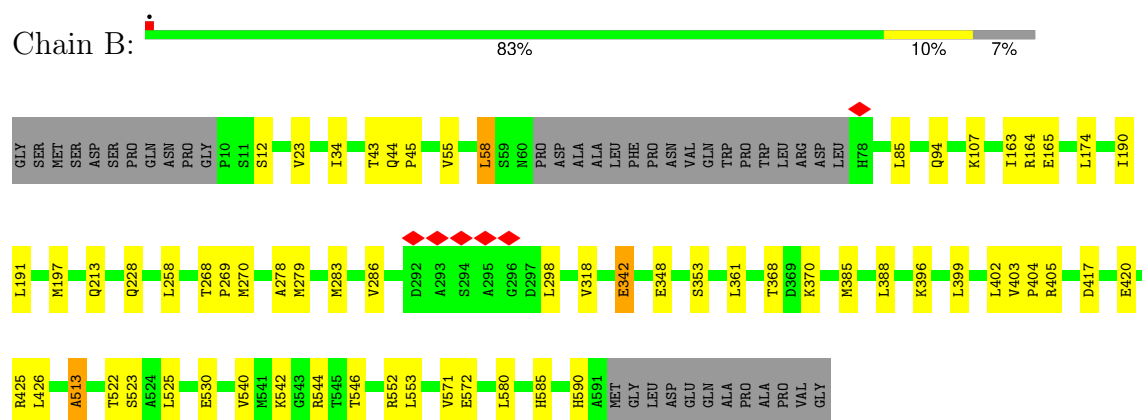 Chain B:
83% 10% 7%
GLY SER MET SER ASP SER PRO GLN ASN PRO GLY P10 S11 S12 V23 I34 T43 Q44 P45 V55 L58 S59 N60 PRO ASP ALA ALA LEU PHE PRO ASN VAL GLN TRP PRO TRP LEU ARG ASP LEU H78 L85 Q94 K107 I163 R164 E165 L174 I190
L191 M197 Q213 Q228 L258 T268 P269 M270 A278 M279 M283 V286 D292 A293 S294 A295 G296 D297 L298 V318 E342 E348 S353 L361 T368 D369 K370 M385 L388 K396 L399 L402 V403 P404 R405 D417 E420
R425 L426 A513 T522 S523 A524 L525 E530 V540 M541 K542 G543 R544 T545 T546 R552 L553 V571 E572 L580 H585 H590 A591 MET GLY LEU ASP GLU GLN ALA PRO ALA PRO VAL GLY